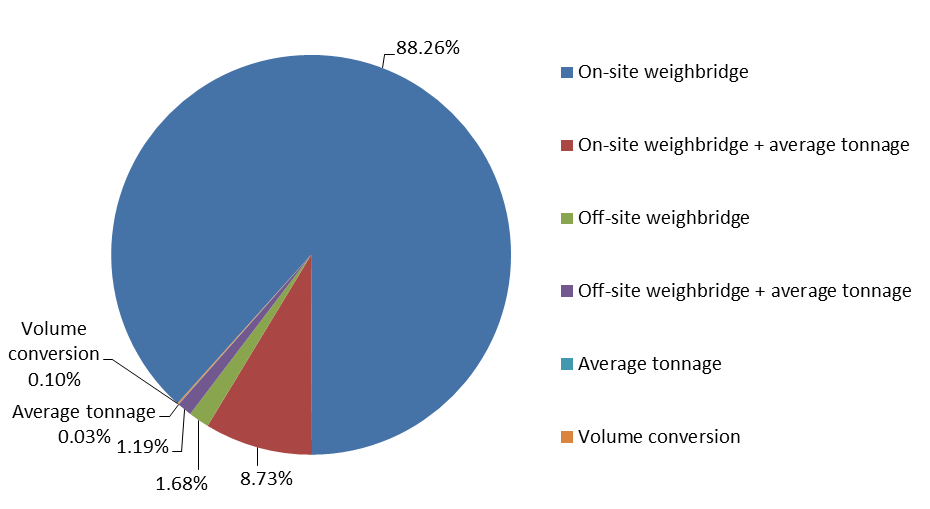 88.26%
On-site weighbridge
On-site weighbridge + average tonnage
Off-site weighbridge
Off-site weighbridge + average tonnage
Average tonnage
Volume conversion
Volume
conversion
0.10%
Average tonnage
0.03%
1.19%
1.68%
8.73%